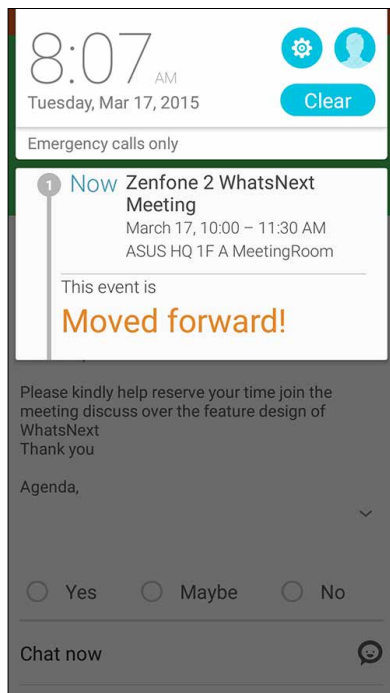 8:07 AM
Tuesday, Mar 17, 2015
Clear
Emergency calls only
1 Now Zenfone 2 WhatsNext
Meeting
March 17, 10:00 – 11:30 AM
ASUS HQ 1F A MeetingRoom
This event is
Moved forward!
Please kindly help reserve your time join the
meeting discuss over the feature design of
WhatsNext
Thank you
Agenda,
Yes Maybe No
Chat now